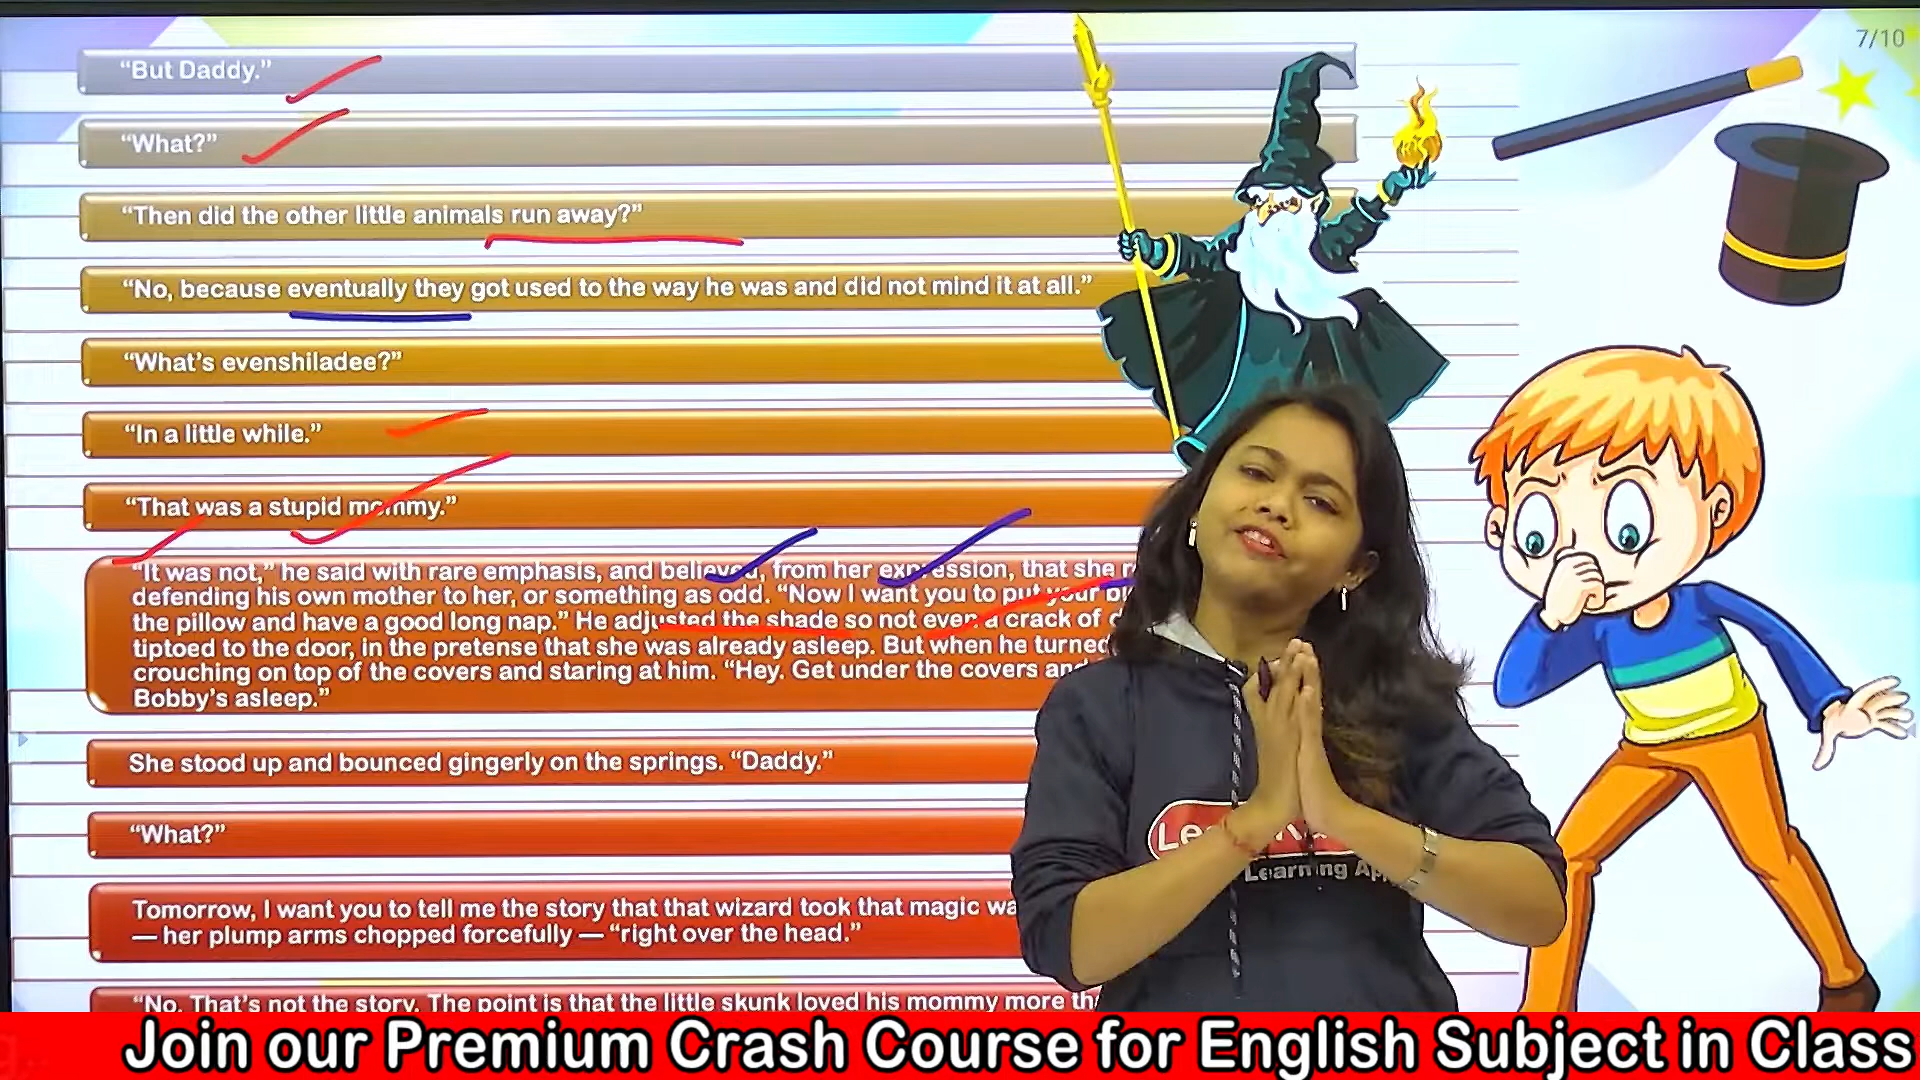 7/10
“But Daddy.”
“What?”
“Then did the other little animals run away?”
“No, because eventually they got used to the way he was and did not mind it at all.”
“What’s evenshiladee?”
“In a little while.”
“That was a stupid mommy.”
“It was not,” he said with rare emphasis, and believed, from her expression, that she
defending his own mother to her, or something as odd. “Now I want you to put your
the pillow and have a good long nap.” He adjusted the shade so not even a crack of
tiptoed to the door, in the pretense that she was already asleep. But when he turned
crouching on top of the covers and staring at him. “Hey. Get under the covers
Bobby’s asleep.”
She stood up and bounced gingerly on the springs. “Daddy.”
“What?”
Tomorrow, I want you to tell me the story that that wizard took that magic
— her plump arms chopped forcefully — “right over the head.”
“No. That’s not the story. The point is that the little skunk loved his mommy more
Learning
Join our Premium Crash Course for English Subject in Class